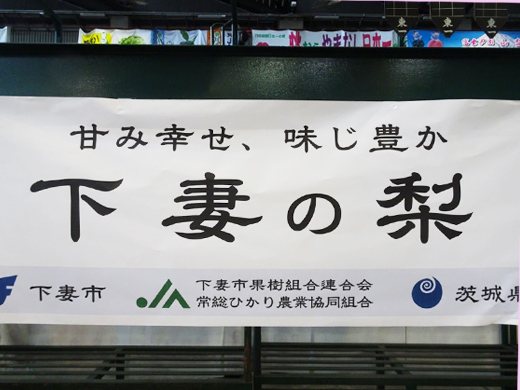 甘み幸せ、味じ豊か
下妻の梨
下妻市
JA
下妻市果樹組合連合会
常総ひかり農業協同組合
茨城県